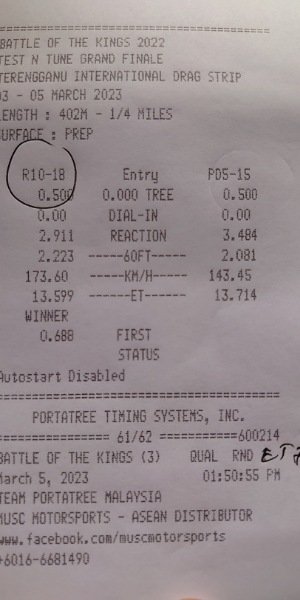 BATTLE OF THE KINGS 2022
TEST N TUNE GRAND FINALE
TERENGGANU INTERNATIONAL DRAG STRIP
03 - 05 MARCH 2023
LENGTH : 402M - 1/4 MILES
SURFACE : PREP
R10-18 Entry PD5-15
0.500 0.000 TREE 0.500
0.00 DIAL-IN 0.00
2.911 REACTION 3.484
2.223 -----60FT----- 2.081
173.60 -----KM/H----- 143.45
13.599 ------ET------ 13.714
WINNER
0.688 FIRST
STATUS
Autostart Disabled
PORTATREE TIMING SYSTEMS, INC.
================ 61/62 ===========600214
BATTLE OF THE KINGS (3) QUAL RND
March 5, 2023 01:50:55 PM
TEAM PORTATREE MALAYSIA
MUSC MOTORSPORTS - ASEAN DISTRIBUTOR
www.facebook.com/muscmotorsports
+6016-6681490